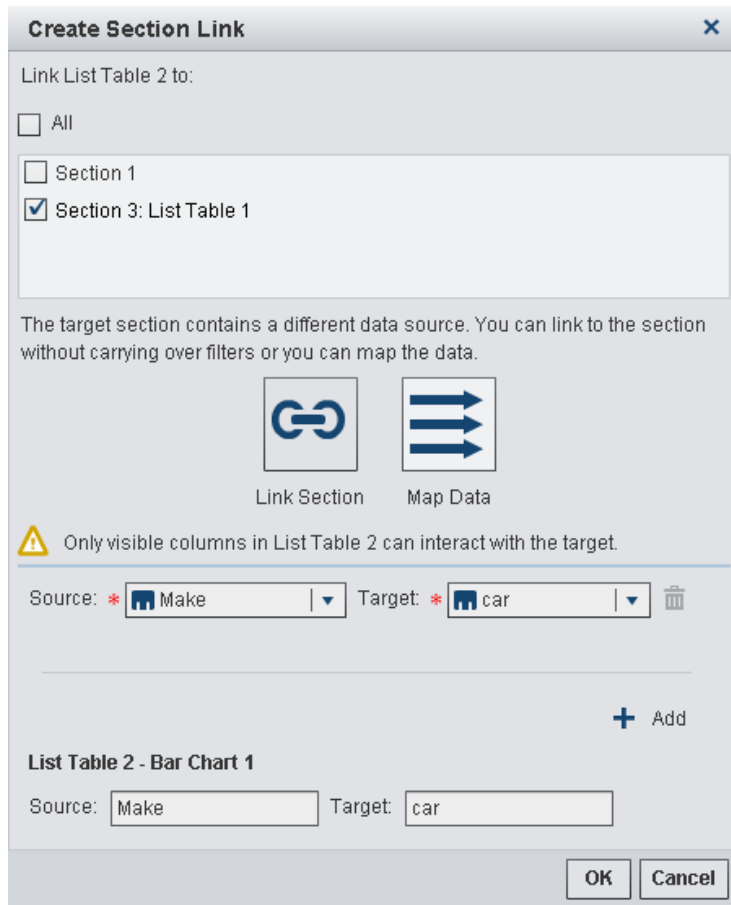 Create Section Link
Link List Table 2 to:
All
Section 1
Section 3: List Table 1
The target section contains a different data source. You can link to the section
without carrying over filters or you can map the data.
Link Section Map Data
Only visible columns in List Table 2 can interact with the target.
Source: * Make Target: * car
+ Add
List Table 2 - Bar Chart 1
Source: Make Target: car
OK Cancel